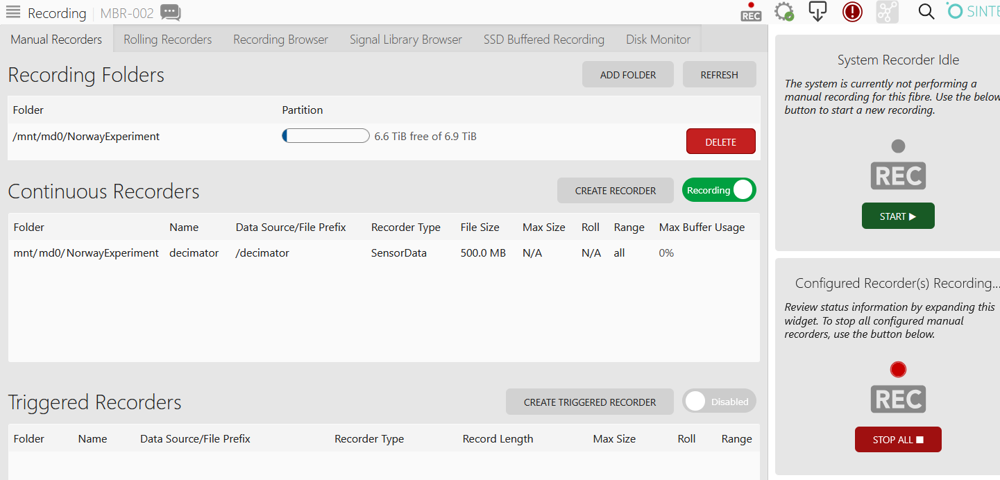 Recording MBR-002 REC SINTE
Manual Recorders Rolling Recorders Recording Browser Signal Library Browser SSD Buffered Recording Disk Monitor
Recording Folders ADD FOLDER REFRESH
Folder Partition
/mnt/md0/NorwayExperiment 6.6 TiB free of 6.9 TiB DELETE
Continuous Recorders CREATE RECORDER Recording
Folder Name Data Source/File Prefix Recorder Type File Size Max Size Roll Range Max Buffer Usage
mnt/md0/NorwayExperiment decimator /decimator SensorData 500.0 MB N/A N/A all 0%
Triggered Recorders CREATE TRIGGERED RECORDER Disabled
Folder Name Data Source/File Prefix Recorder Type Record Length Max Size Roll Range
System Recorder Idle
The system is currently not performing a
manual recording for this fibre. Use the below
button to start a new recording.
REC
START
Configured Recorder(s) Recording...
Review status information by expanding this
widget. To stop all configured manual
recorders, use the button below.
REC
STOP ALL